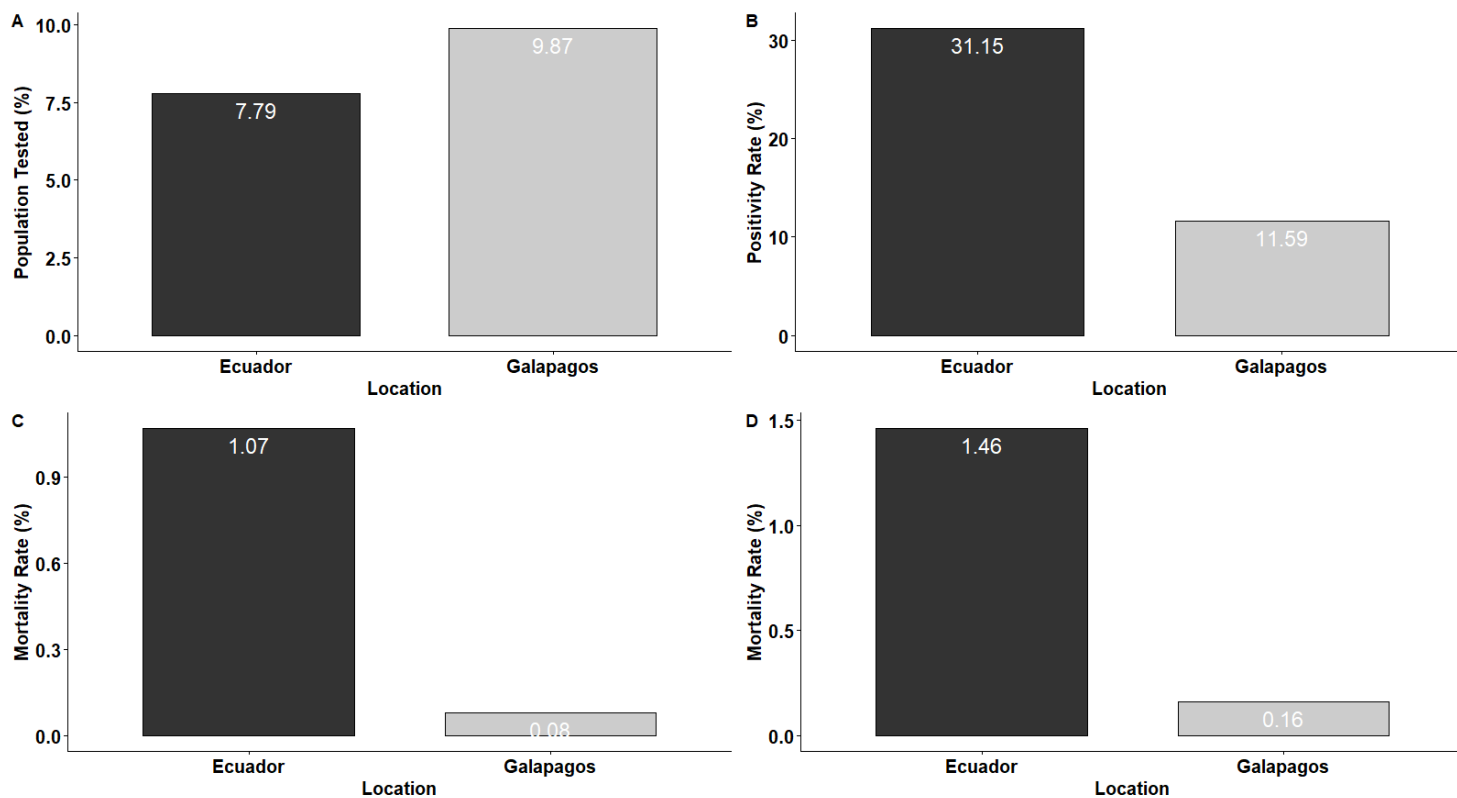 A
Population Tested (%)
10.0
7.5
5.0
2.5
0.0
7.79
9.87
Ecuador
Galapagos
Location
B
Positivity Rate (%)
30
20
10
0
31.15
11.59
Ecuador
Galapagos
Location
C
Mortality Rate (%)
0.9
0.6
0.3
0.0
1.07
0.08
Ecuador
Galapagos
Location
D
Mortality Rate (%)
1.5
1.0
0.5
0.0
1.46
0.16
Ecuador
Galapagos
Location